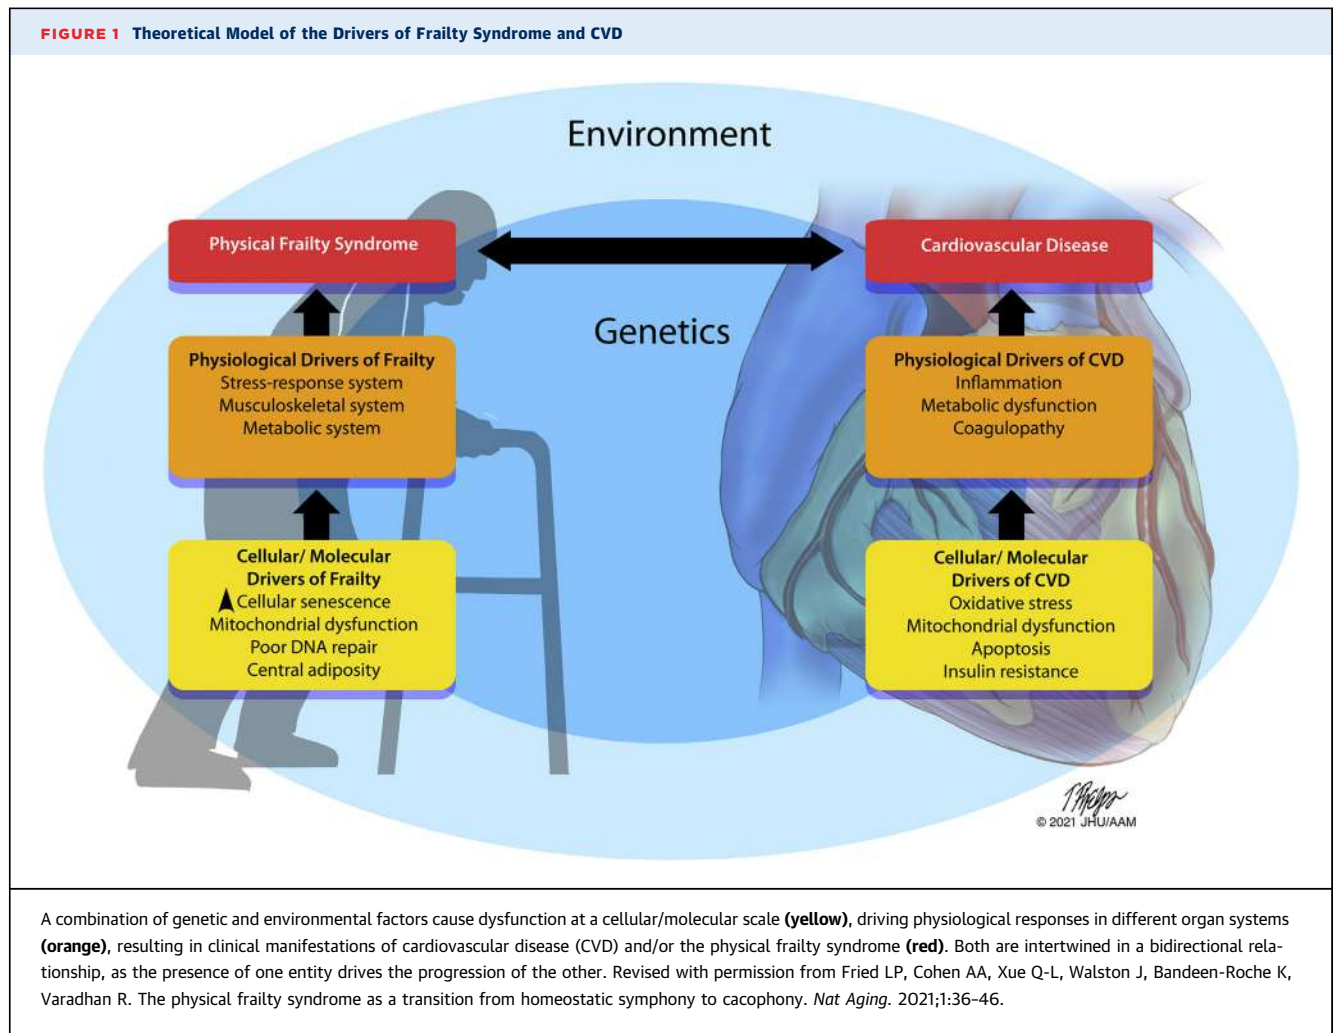 FIGURE 1 Theoretical Model of the Drivers of Frailty Syndrome and CVD
Environment
Genetics
Physical Frailty Syndrome
Physiological Drivers of Frailty
Stress-response system
Musculoskeletal system
Metabolic system
Cellular/ Molecular
Drivers of Frailty
Cellular senescence
Mitochondrial dysfunction
Poor DNA repair
Central adiposity
Cardiovascular Disease
Physiological Drivers of CVD
Inflammation
Metabolic dysfunction
Coagulopathy
Cellular/ Molecular
Drivers of CVD
Oxidative stress
Mitochondrial dysfunction
Apoptosis
Insulin resistance
TPhelps
© 2021 JHU/AAM
A combination of genetic and environmental factors cause dysfunction at a cellular/molecular scale (yellow), driving physiological responses in different organ systems
(orange), resulting in clinical manifestations of cardiovascular disease (CVD) and/or the physical frailty syndrome (red). Both are intertwined in a bidirectional rela-
tionship, as the presence of one entity drives the progression of the other. Revised with permission from Fried LP, Cohen AA, Xue Q-L, Walston J, Bandeen-Roche K,
Varadhan R. The physical frailty syndrome as a transition from homeostatic symphony to cacophony. Nat Aging. 2021;1:36–46.